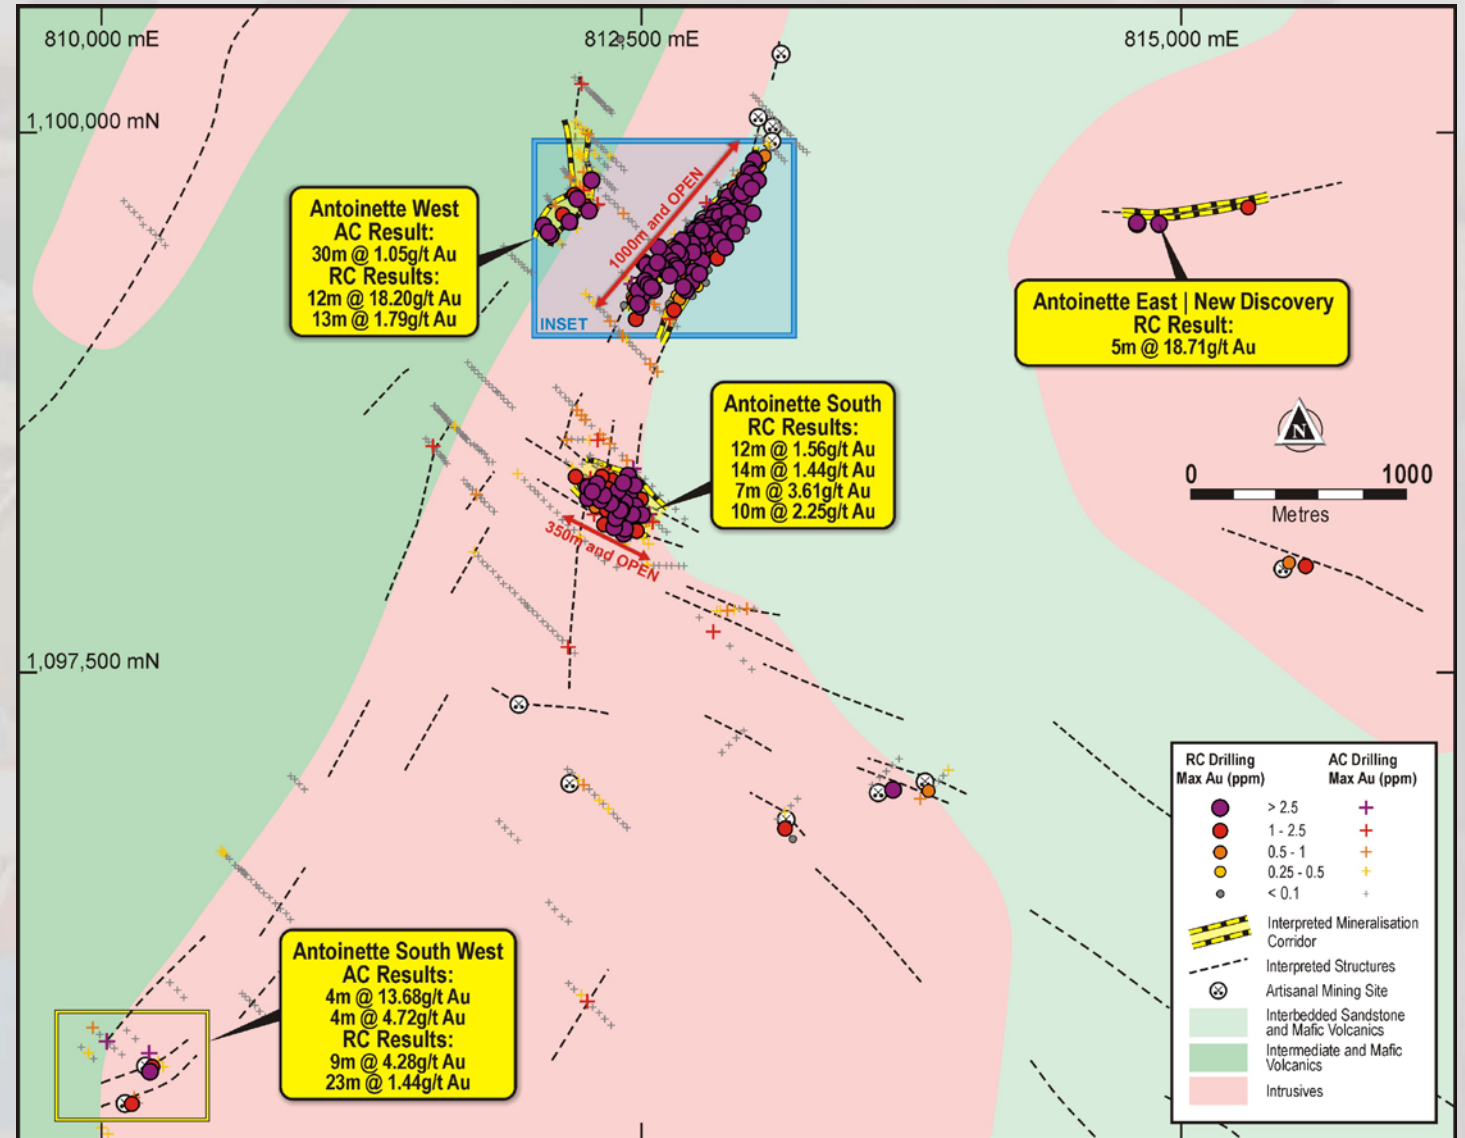 810,000 mE
812,500 mE
815,000 mE
1,100,000 mN
1,097,500 mN
Antoinette West
AC Result:
30m @ 1.05g/t Au
RC Results:
12m @ 18.20g/t Au
13m @ 1.79g/t Au
1000m and OPEN
INSET
Antoinette East | New Discovery
RC Result:
5m @ 18.71g/t Au
Antoinette South
RC Results:
12m @ 1.56g/t Au
14m @ 1.44g/t Au
7m @ 3.61g/t Au
10m @ 2.25g/t Au
350m and OPEN
N
0 1000
Metres
Antoinette South West
AC Results:
4m @ 13.68g/t Au
4m @ 4.72g/t Au
RC Results:
9m @ 4.28g/t Au
23m @ 1.44g/t Au
RC Drilling
Max Au (ppm)
AC Drilling
Max Au (ppm)
> 2.5
1 - 2.5
0.5 - 1
0.25 - 0.5
< 0.1
Interpreted Mineralisation
Corridor
Interpreted Structures
Artisanal Mining Site
Interbedded Sandstone
and Mafic Volcanics
Intermediate and Mafic
Volcanics
Intrusives